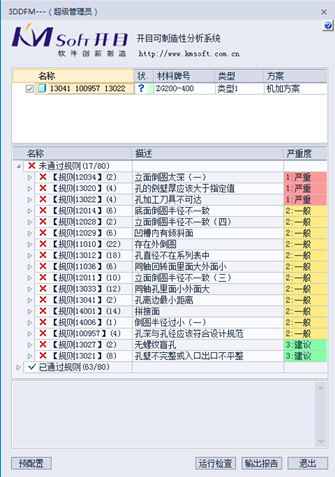 3DDFM---（超级管理员）
KMSoft开目 开目可制造性分析系统
软件创新制造 http://www.kmsoft.com.cn
名称 状. 材料牌号 类型 方案
13041 100957 13022 ? ZG200-400 类型1 机加方案
名称 描述 严重度
未通过规则(17/80)
【规则12034】(2) 立面倒圆太深（一） 1:严重
【规则13020】(4) 孔的侧壁厚应该大于指定值 1:严重
【规则13022】(4) 孔加工刀具不可达 1:严重
【规则12014】(6) 底面倒圆半径不一致 2:一般
【规则12028】(2) 立面倒圆半径不一致（四） 2:一般
【规则12029】(6) 凹槽内有倾斜面 2:一般
【规则11010】(22) 存在外倒圆 2:一般
【规则13012】(18) 孔直径不在系列表中 2:一般
【规则11036】(6) 同轴回转面里面大外面小 2:一般
【规则12011】(10) 立面倒圆半径不一致（三） 2:一般
【规则13033】(12) 同轴孔里面小外面大 2:一般
【规则13041】(2) 孔离边最小距离 2:一般
【规则14001】(14) 拼接面 2:一般
【规则14006】(1) 倒圆半径过小（一） 2:一般
【规则100957】(4) 孔深与孔径应该符合设计规范 2:一般
【规则13027】(2) 无螺纹盲孔 3:建议
【规则13021】(8) 孔壁不完整或入口出口不平整 3:建议
已通过规则(63/80)
预配置 运行检查 输出报告 退出